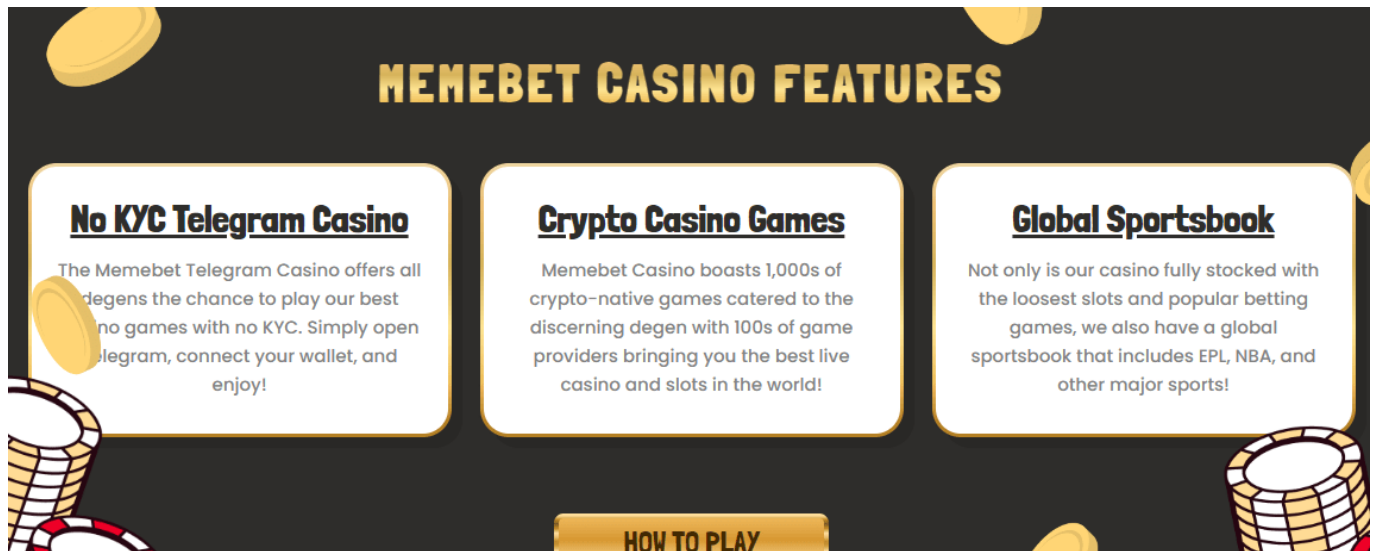 MEMEBET CASINO FEATURES
No KYC Telegram Casino
The Memebet Telegram Casino offers all
degens the chance to play our best
games with no KYC. Simply open
connect your wallet, and
enjoy!
Crypto Casino Games
Memebet Casino boasts 1,000s of
crypto-native games catered to the
discerning degen with 100s of game
providers bringing you the best live
casino and slots in the world!
Global Sportsbook
Not only is our casino fully stocked with
the loosest slots and popular betting
games, we also have a global
sportsbook that includes EPL, NBA, and
other major sports!
HOW TO PLAY